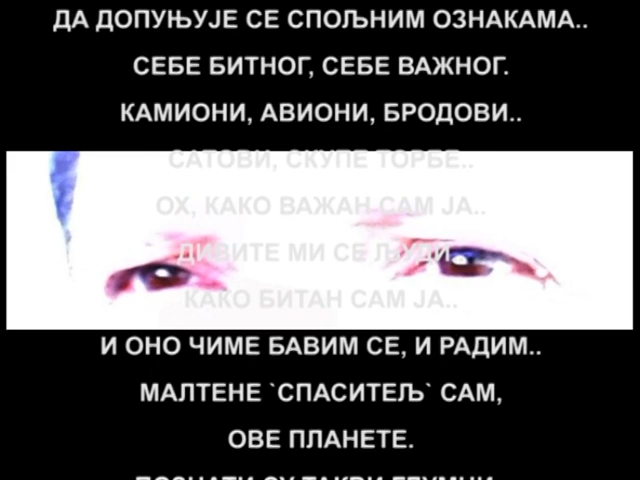 ДА ДОПУЊУЈЕ СЕ СПОЉНИМ ОЗНАКАМА..
СЕБЕ БИТНОГ, СЕБЕ ВАЖНОГ.
КАМИОНИ, АВИОНИ, БРОДОВИ..
САТОВИ, СКУПЕ ТОРБЕ..
ОХ, КАКО ВАЖАН САМ ЈА..
ДИВИТЕ МИ СЕ ЉУДИ
КАКО БИТАН САМ ЈА..
И ОНО ЧИМЕ БАВИМ СЕ, И РАДИМ..
МАЛТЕНЕ `СПАСИТЕЉ` САМ,
ОВЕ ПЛАНЕТЕ.